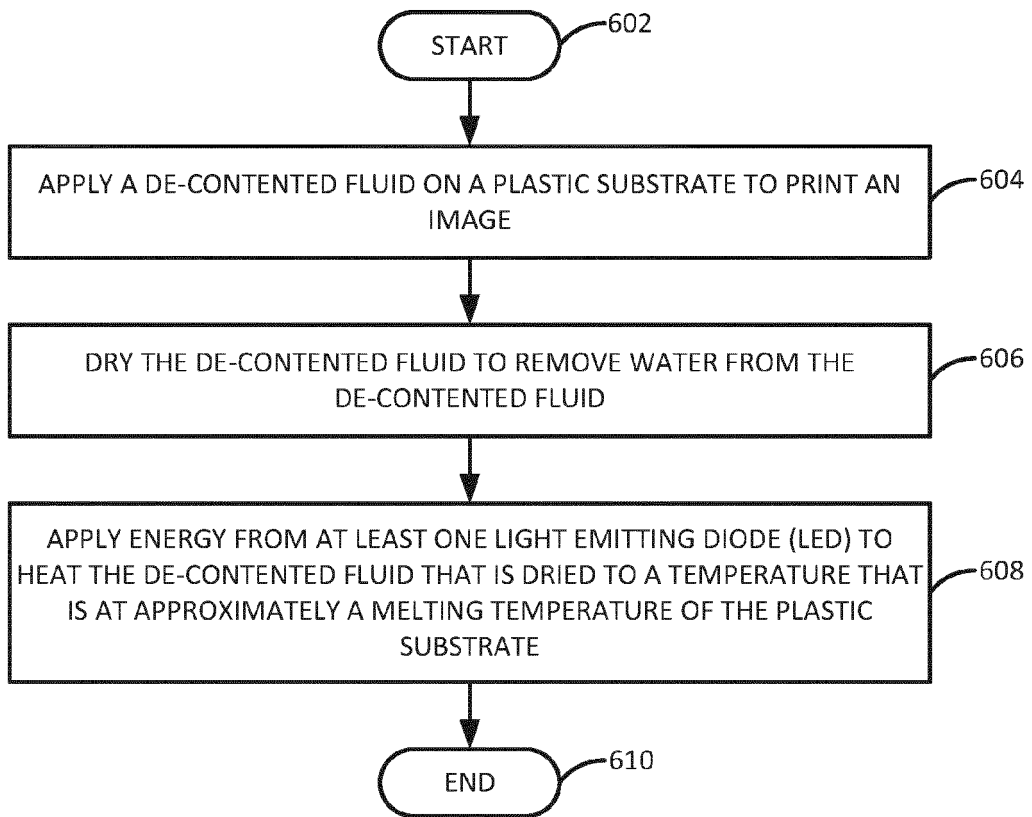 START
602
APPLY A DE-CONTENTED FLUID ON A PLASTIC SUBSTRATE TO PRINT AN
IMAGE
604
DRY THE DE-CONTENTED FLUID TO REMOVE WATER FROM THE
DE-CONTENTED FLUID
606
APPLY ENERGY FROM AT LEAST ONE LIGHT EMITTING DIODE (LED) TO
HEAT THE DE-CONTENTED FLUID THAT IS DRIED TO A TEMPERATURE THAT
IS AT APPROXIMATELY A MELTING TEMPERATURE OF THE PLASTIC
SUBSTRATE
608
END
610